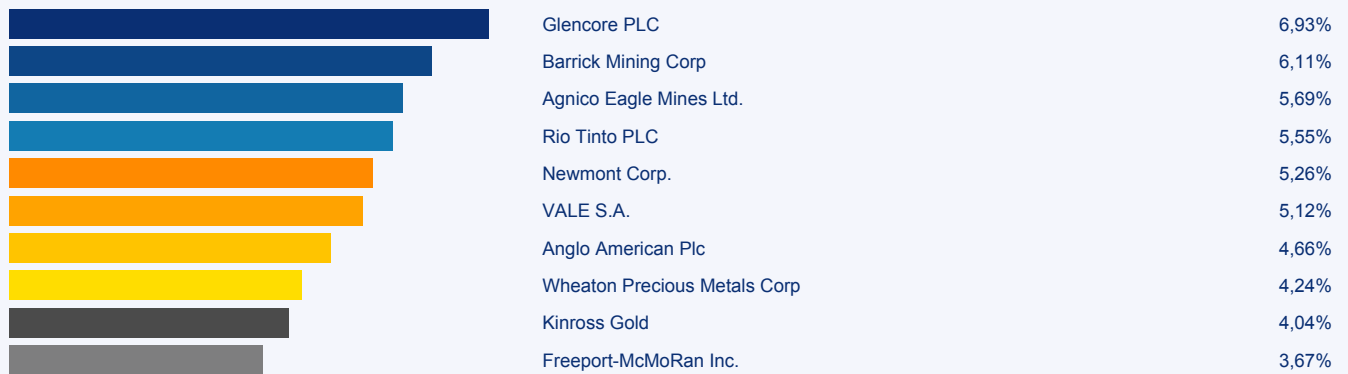 Glencore PLC 6,93%
Barrick Mining Corp 6,11%
Agnico Eagle Mines Ltd. 5,69%
Rio Tinto PLC 5,55%
Newmont Corp. 5,26%
VALE S.A. 5,12%
Anglo American Plc 4,66%
Wheaton Precious Metals Corp 4,24%
Kinross Gold 4,04%
Freeport-McMoRan Inc. 3,67%